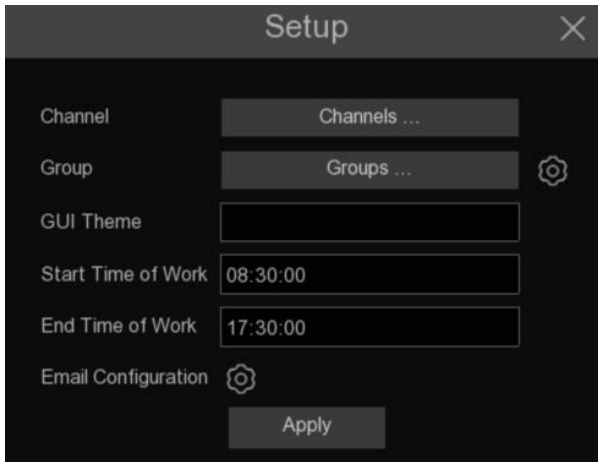 Setup
Channel
Channels ...
Group
Groups ...
GUI Theme
Start Time of Work
08:30:00
End Time of Work
17:30:00
Email Configuration
Apply